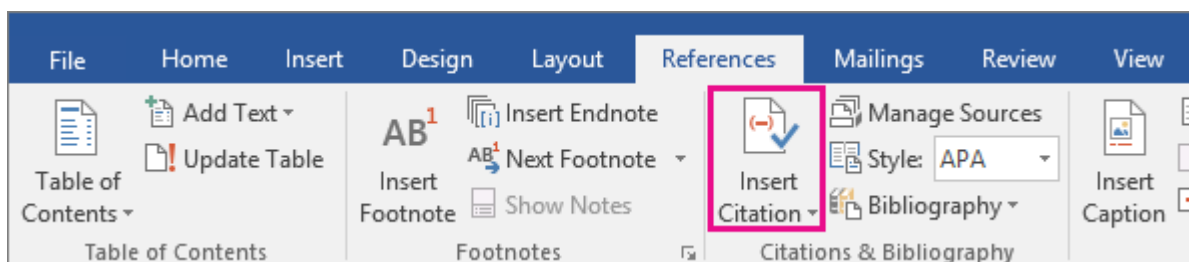 File Home Insert Design Layout References Mailings Review View
Table of
Contents
Add Text
Update Table
Table of Contents
AB1
Insert
Footnote
[i] Insert Endnote
AB1 Next Footnote
Show Notes
Footnotes
(-)
Insert
Citation
Manage Sources
Style: APA
Bibliography
Citations & Bibliography
Insert
Caption